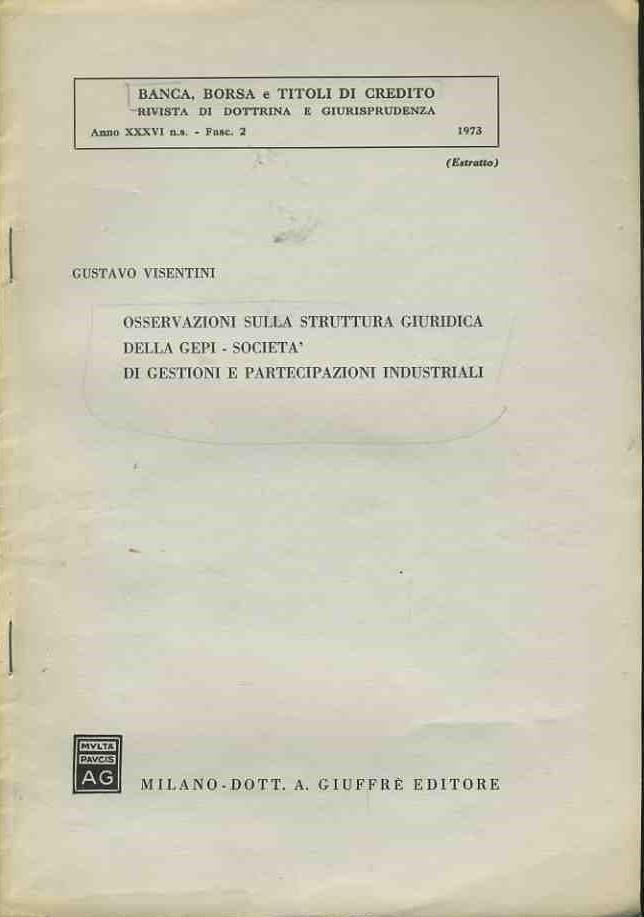 BANCA, BORSA e TITOLI DI CREDITO
RIVISTA DI DOTTRINA E GIURISPRUDENZA
Anno XXXVI n.s. - Fasc. 2 1973
(Estratto)
GUSTAVO VISENTINI
OSSERVAZIONI SULLA STRUTTURA GIURIDICA
DELLA GEPI - SOCIETA'
DI GESTIONI E PARTECIPAZIONI INDUSTRIALI
MVLTA
PAVCIS
AG
MILANO - DOTT. A. GIUFFRÈ EDITORE